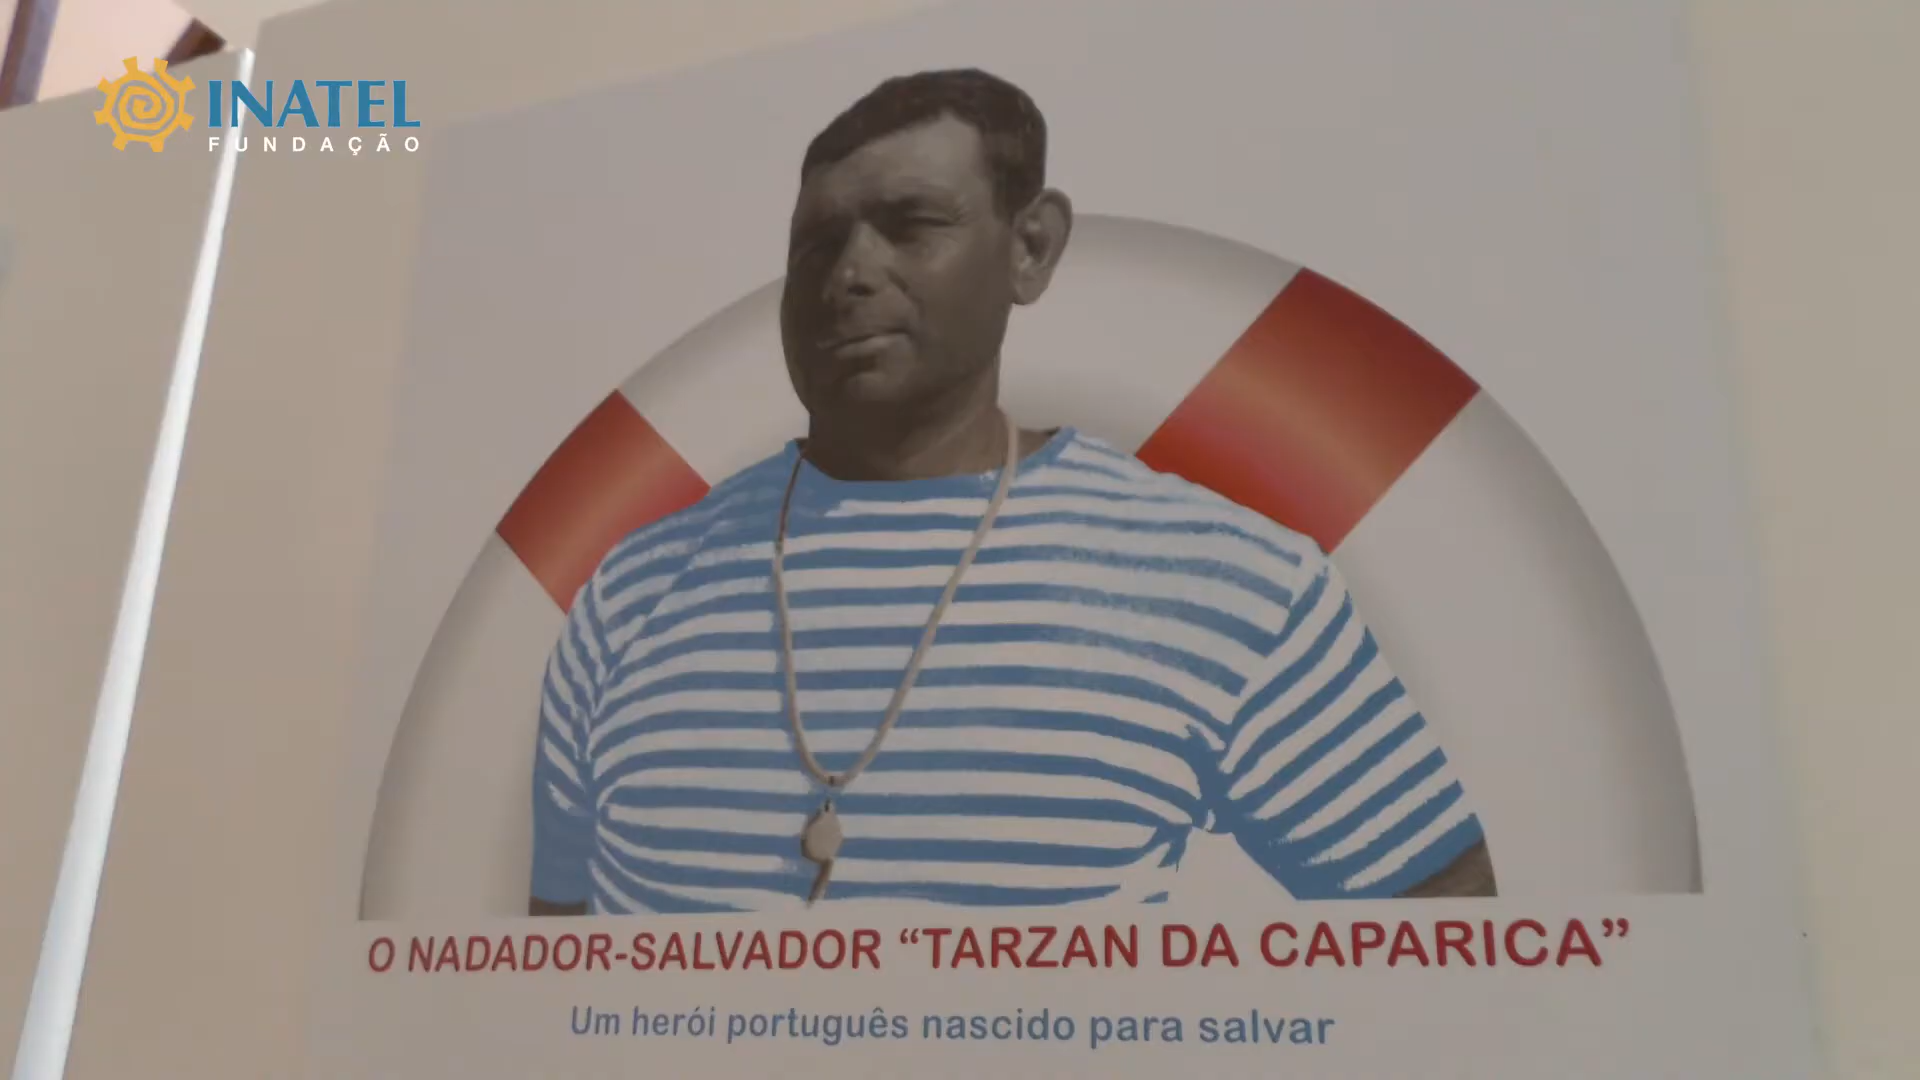 INATEL
FUNDAÇÃO
O NADADOR-SALVADOR “TARZAN DA CAPARICA”
Um herói português nascido para salvar